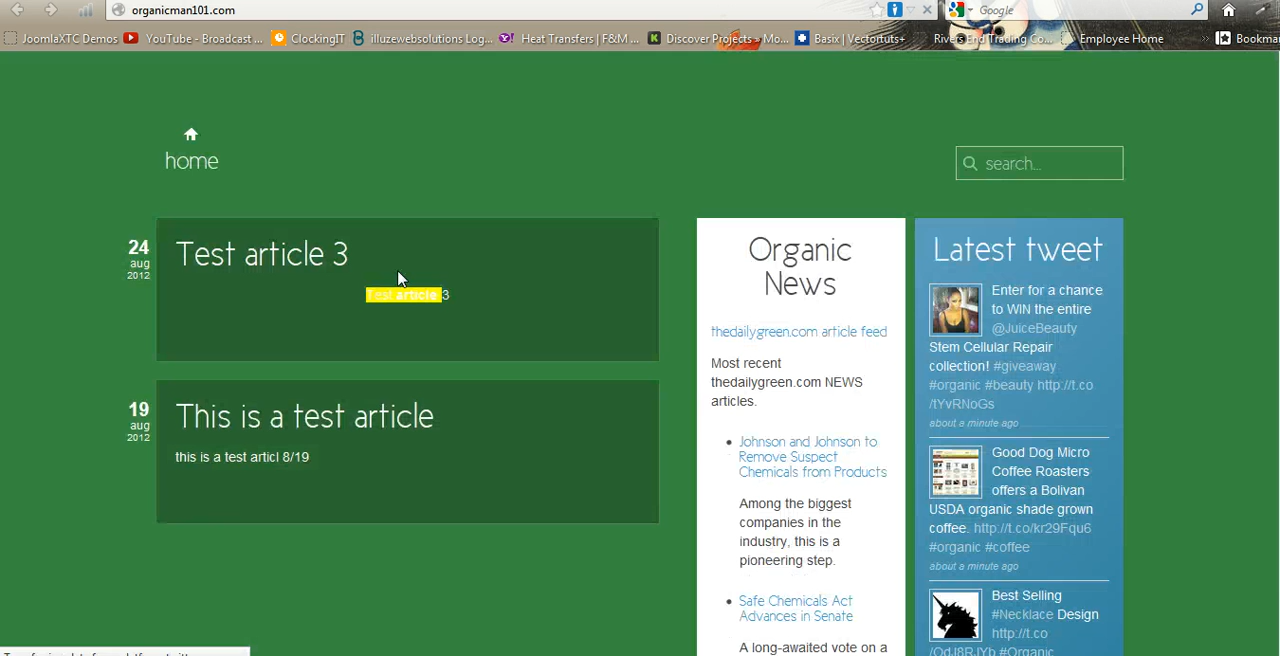 organicman101.com
Google
JoomlaXTC Demos
YouTube - Broadcast ...
ClockingIT
illuzewebsolutions Log...
Heat Transfers | F&M ...
Discover Projects » Mo...
Basix | Vectortuts+
Rivers End Trading Co...
Employee Home
»
Bookma
home
search...
24
aug
2012
Test article 3
Test article 3
19
aug
2012
This is a test article
this is a test articl 8/19
Organic
News
thedailygreen.com article feed
Most recent
thedailygreen.com NEWS
articles.
Johnson and Johnson to
Remove Suspect
Chemicals from Products
Among the biggest
companies in the
industry, this is a
pioneering step.
Safe Chemicals Act
Advances in Senate
A long-awaited vote on a
Latest tweet
Enter for a chance
to WIN the entire
@JuiceBeauty
Stem Cellular Repair
collection! #giveaway
#organic #beauty http://t.co
/tYvRNoGs
about a minute ago
Good Dog Micro
Coffee Roasters
offers a Bolivan
USDA organic shade grown
coffee. http://t.co/kr29Fqu6
#organic #coffee
about a minute ago
Best Selling
#Necklace Design
http://t.co
/OdJ8RJYb #Organic